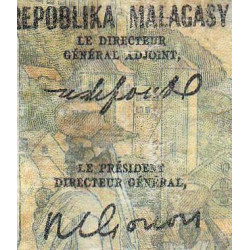 REPOBLIKA MALAGASY
LE DIRECTEUR
GÉNÉRAL ADJOINT,
LE PRÉSIDENT
DIRECTEUR GÉNÉRAL,